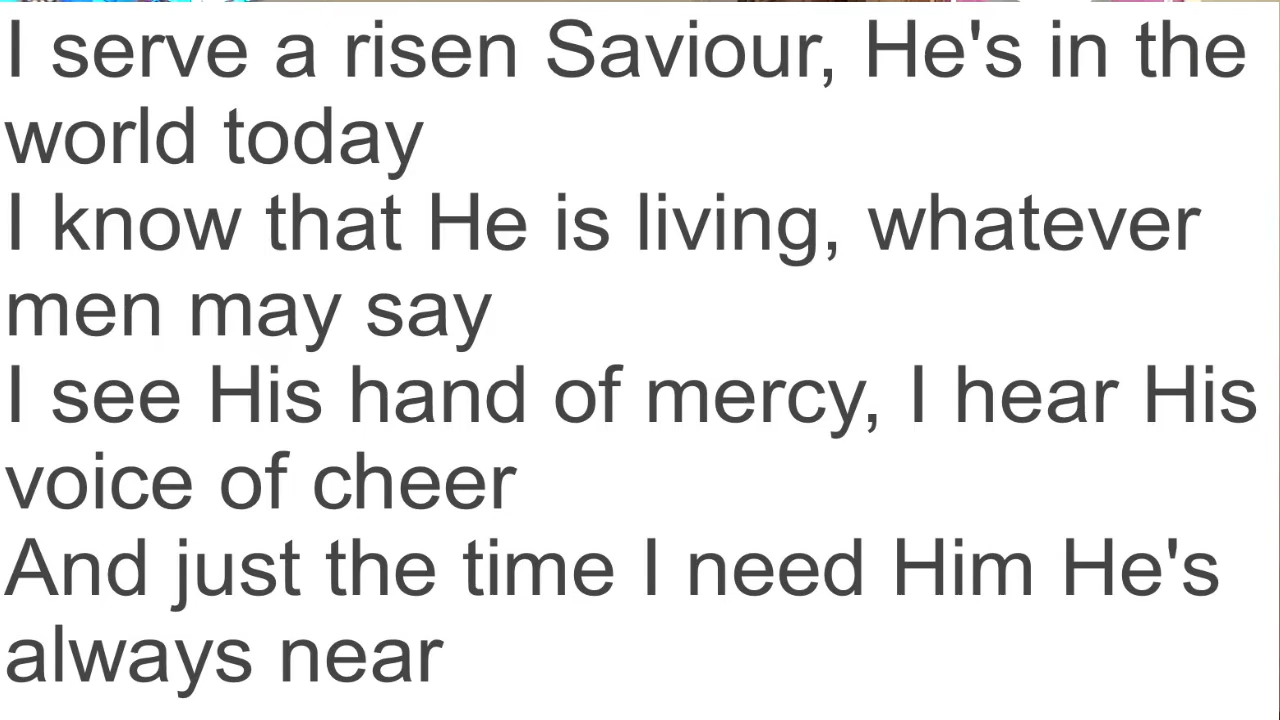 I serve a risen Saviour, He's in the
world today
I know that He is living, whatever
men may say
I see His hand of mercy, I hear His
voice of cheer
And just the time I need Him He's
always near